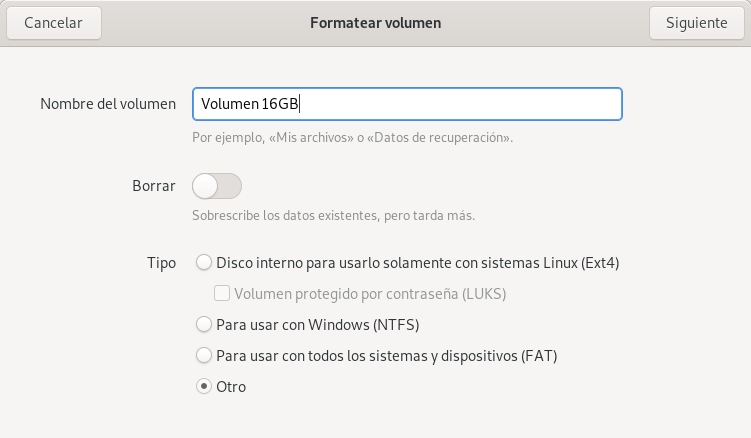 Cancelar Formatear volumen Siguiente
Nombre del volumen Volumen 16GB
Por ejemplo, «Mis archivos» o «Datos de recuperación».
Borrar
Sobrescribe los datos existentes, pero tarda más.
Tipo Disco interno para usarlo solamente con sistemas Linux (Ext4)
Volumen protegido por contraseña (LUKS)
Para usar con Windows (NTFS)
Para usar con todos los sistemas y dispositivos (FAT)
Otro